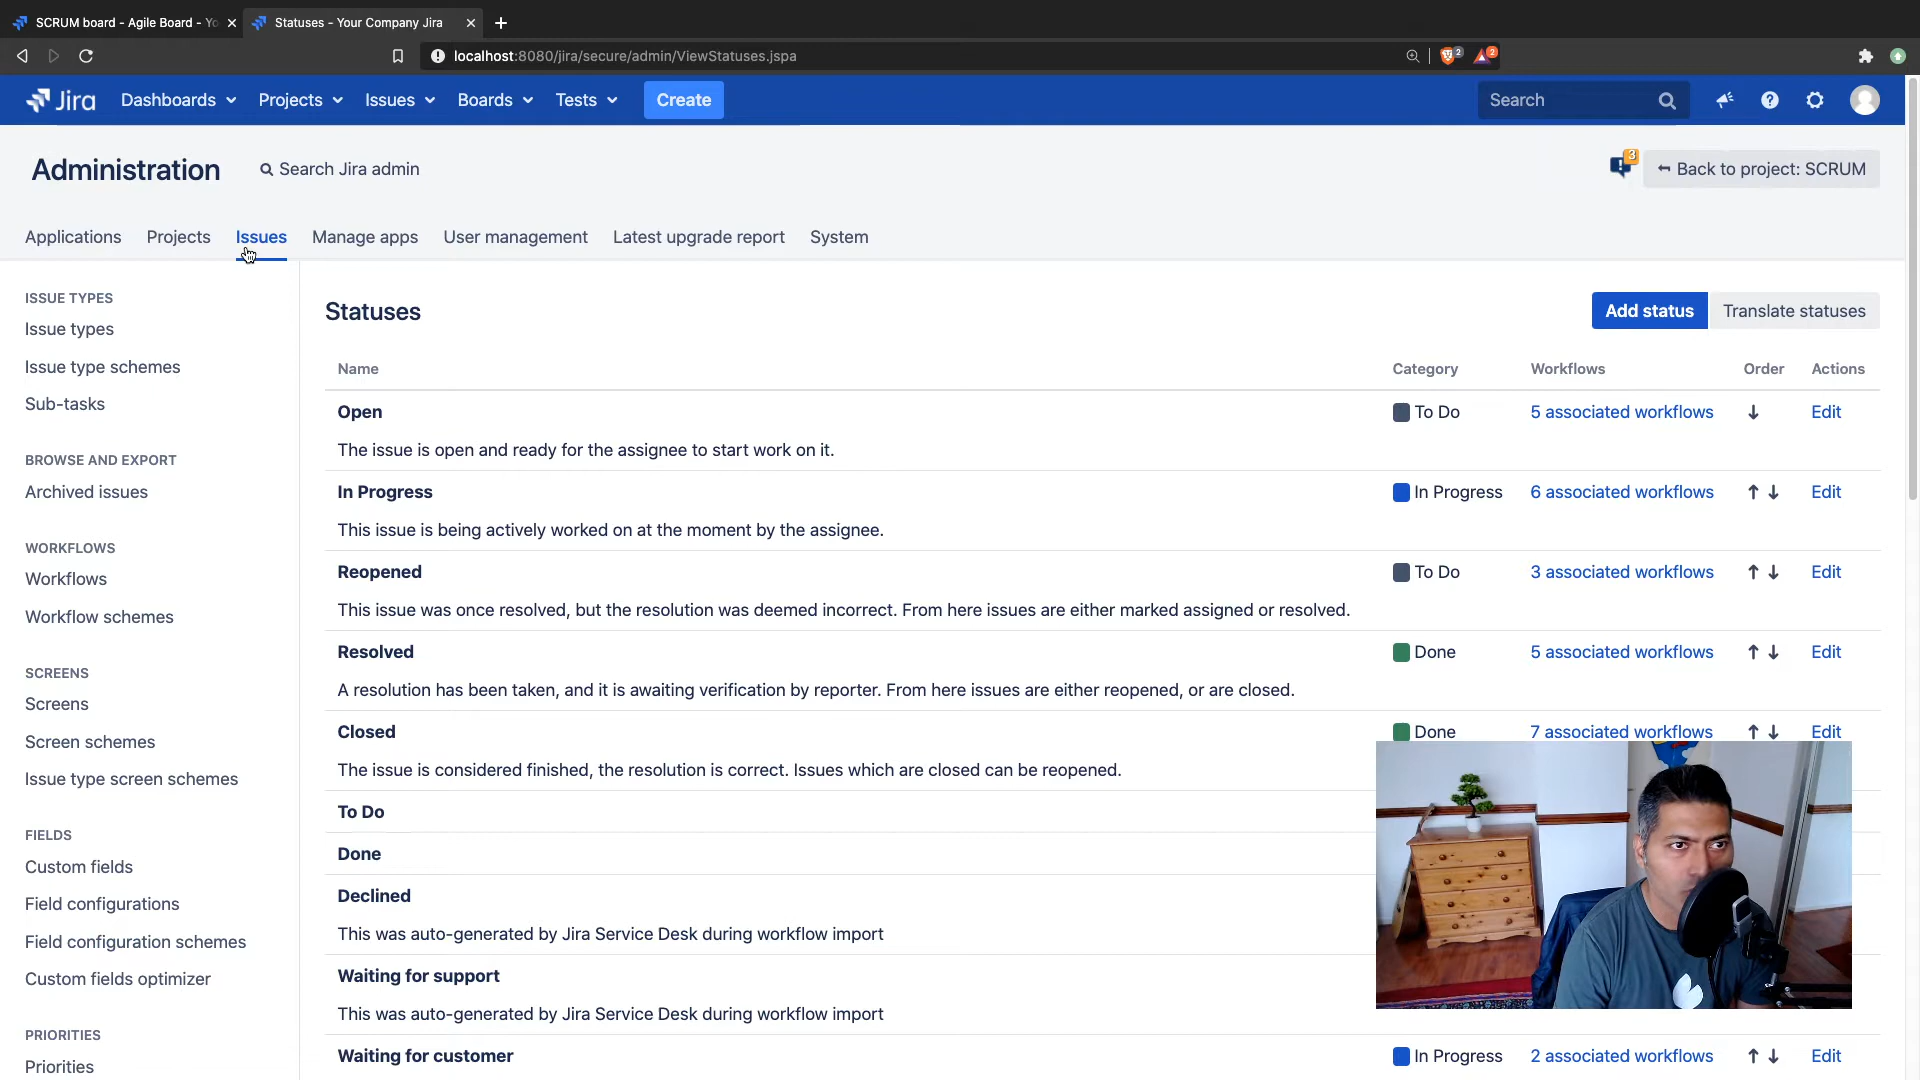 SCRUM board - Agile Board - Yo
Statuses - Your Company Jira
localhost:8080/jira/secure/admin/ViewStatuses.jspa
2
2
Jira
Dashboards
Projects
Issues
Boards
Tests
Create
Search
Administration
Search Jira admin
3
Back to project: SCRUM
Applications
Projects
Issues
Manage apps
User management
Latest upgrade report
System
ISSUE TYPES
Issue types
Issue type schemes
Sub-tasks
BROWSE AND EXPORT
Archived issues
WORKFLOWS
Workflows
Workflow schemes
SCREENS
Screens
Screen schemes
Issue type screen schemes
FIELDS
Custom fields
Field configurations
Field configuration schemes
Custom fields optimizer
PRIORITIES
Priorities
Statuses
Add status
Translate statuses
Name Category Workflows Order Actions
Open To Do 5 associated workflows Edit
The issue is open and ready for the assignee to start work on it.
In Progress In Progress 6 associated workflows Edit
This issue is being actively worked on at the moment by the assignee.
Reopened To Do 3 associated workflows Edit
This issue was once resolved, but the resolution was deemed incorrect. From here issues are either marked assigned or resolved.
Resolved Done 5 associated workflows Edit
A resolution has been taken, and it is awaiting verification by reporter. From here issues are either reopened, or are closed.
Closed Done 7 associated workflows Edit
The issue is considered finished, the resolution is correct. Issues which are closed can be reopened.
To Do
Done
Declined
This was auto-generated by Jira Service Desk during workflow import
Waiting for support
This was auto-generated by Jira Service Desk during workflow import
Waiting for customer In Progress 2 associated workflows Edit